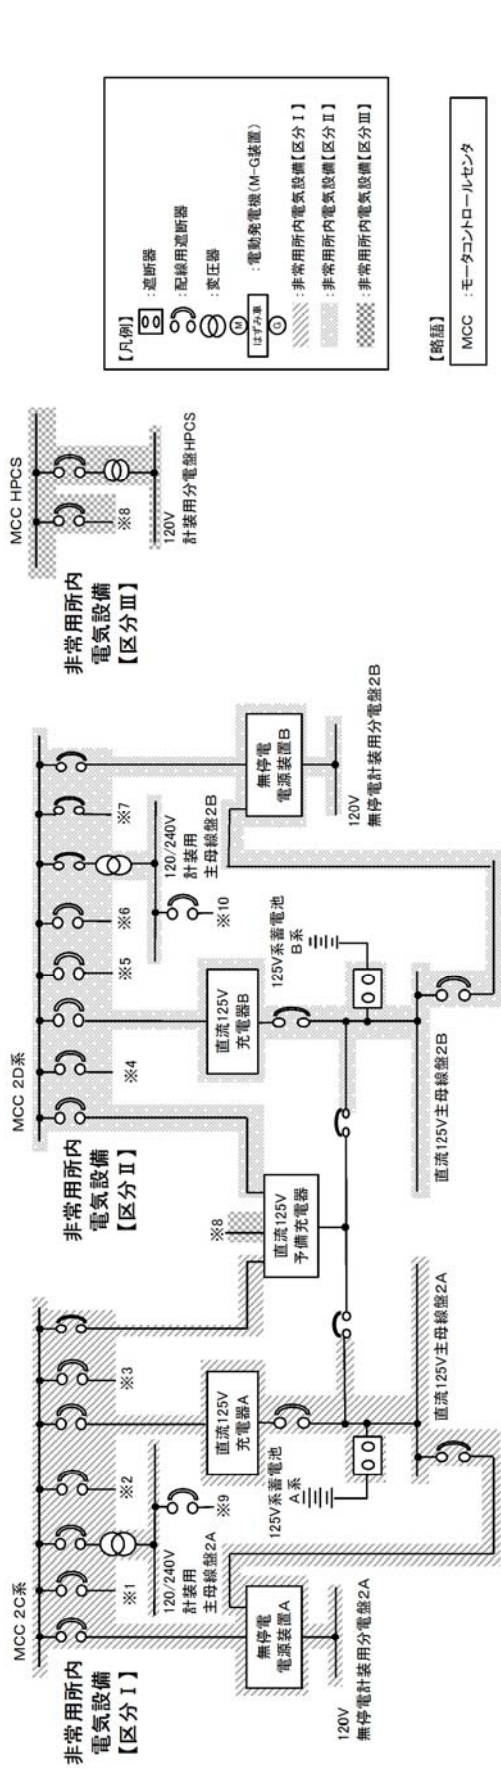 非常用所内
電気設備
【区分Ⅰ】
MCC 2C系
※1
※2
※3
120/240V
計装用
主母線盤2A
※9
無停電
電源装置A
120V
無停電計装用分電盤2A
直流125V
充電器A
125V系蓄電池
A系
直流125V主母線盤2A
※8
直流125V
予備充電器
非常用所内
電気設備
【区分Ⅱ】
MCC 2D系
※4
※5
※6
※7
直流125V
充電器B
120/240V
計装用
主母線盤2B
※10
125V系蓄電池
B系
無停電
電源装置B
120V
無停電計装用分電盤2B
直流125V主母線盤2B
非常用所内
電気設備
【区分Ⅲ】
MCC HPCS
※8
120V
計装用分電盤HPCS
【凡例】
:遮断器
:配線用遮断器
:変圧器
M
はずみ車
G
:電動発電機(M-G装置)
:非常用所内電気設備【区分Ⅰ】
:非常用所内電気設備【区分Ⅱ】
:非常用所内電気設備【区分Ⅲ】
【略語】
MCC :モータコントロールセンタ